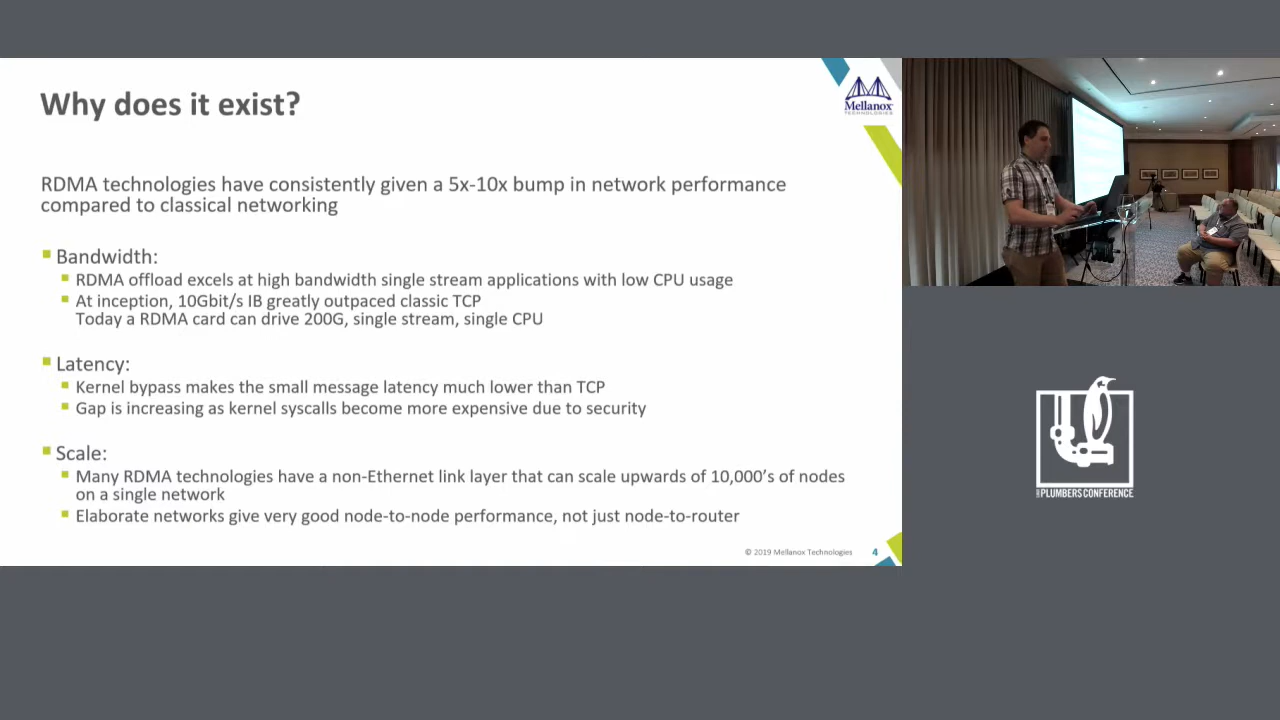 Why does it exist?
Mellanox
TECHNOLOGIES
RDMA technologies have consistently given a 5x-10x bump in network performance
compared to classical networking
Bandwidth:
RDMA offload excels at high bandwidth single stream applications with low CPU usage
At inception, 10Gbit/s IB greatly outpaced classic TCP
Today a RDMA card can drive 200G, single stream, single CPU
Latency:
Kernel bypass makes the small message latency much lower than TCP
Gap is increasing as kernel syscalls become more expensive due to security
Scale:
Many RDMA technologies have a non-Ethernet link layer that can scale upwards of 10,000’s of nodes
on a single network
Elaborate networks give very good node-to-node performance, not just node-to-router
© 2019 Mellanox Technologies 4
PLUMBERS CONFERENCE